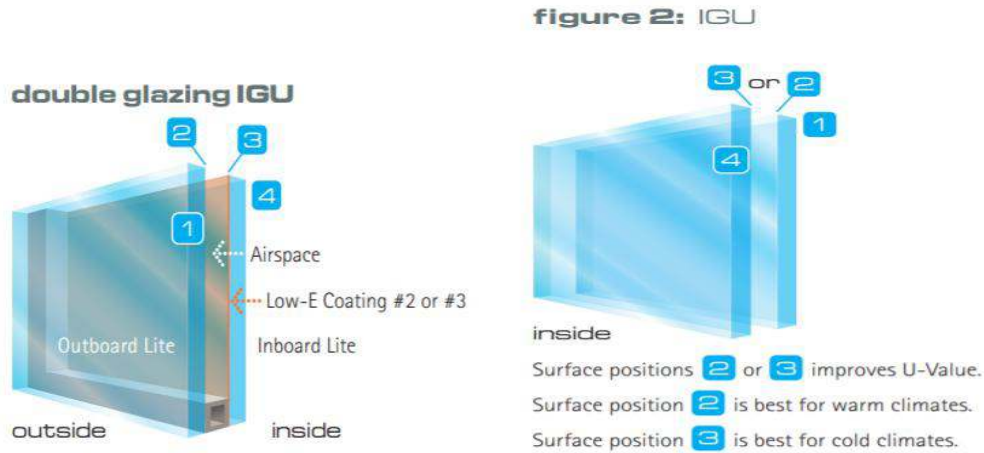 double glazing IGU
2
3
4
1
Airspace
Low-E Coating #2 or #3
Outboard Lite
Inboard Lite
outside
inside
figure 2: IGU
3 or 2
1
4
inside
Surface positions 2 or 3 improves U-Value.
Surface position 2 is best for warm climates.
Surface position 3 is best for cold climates.